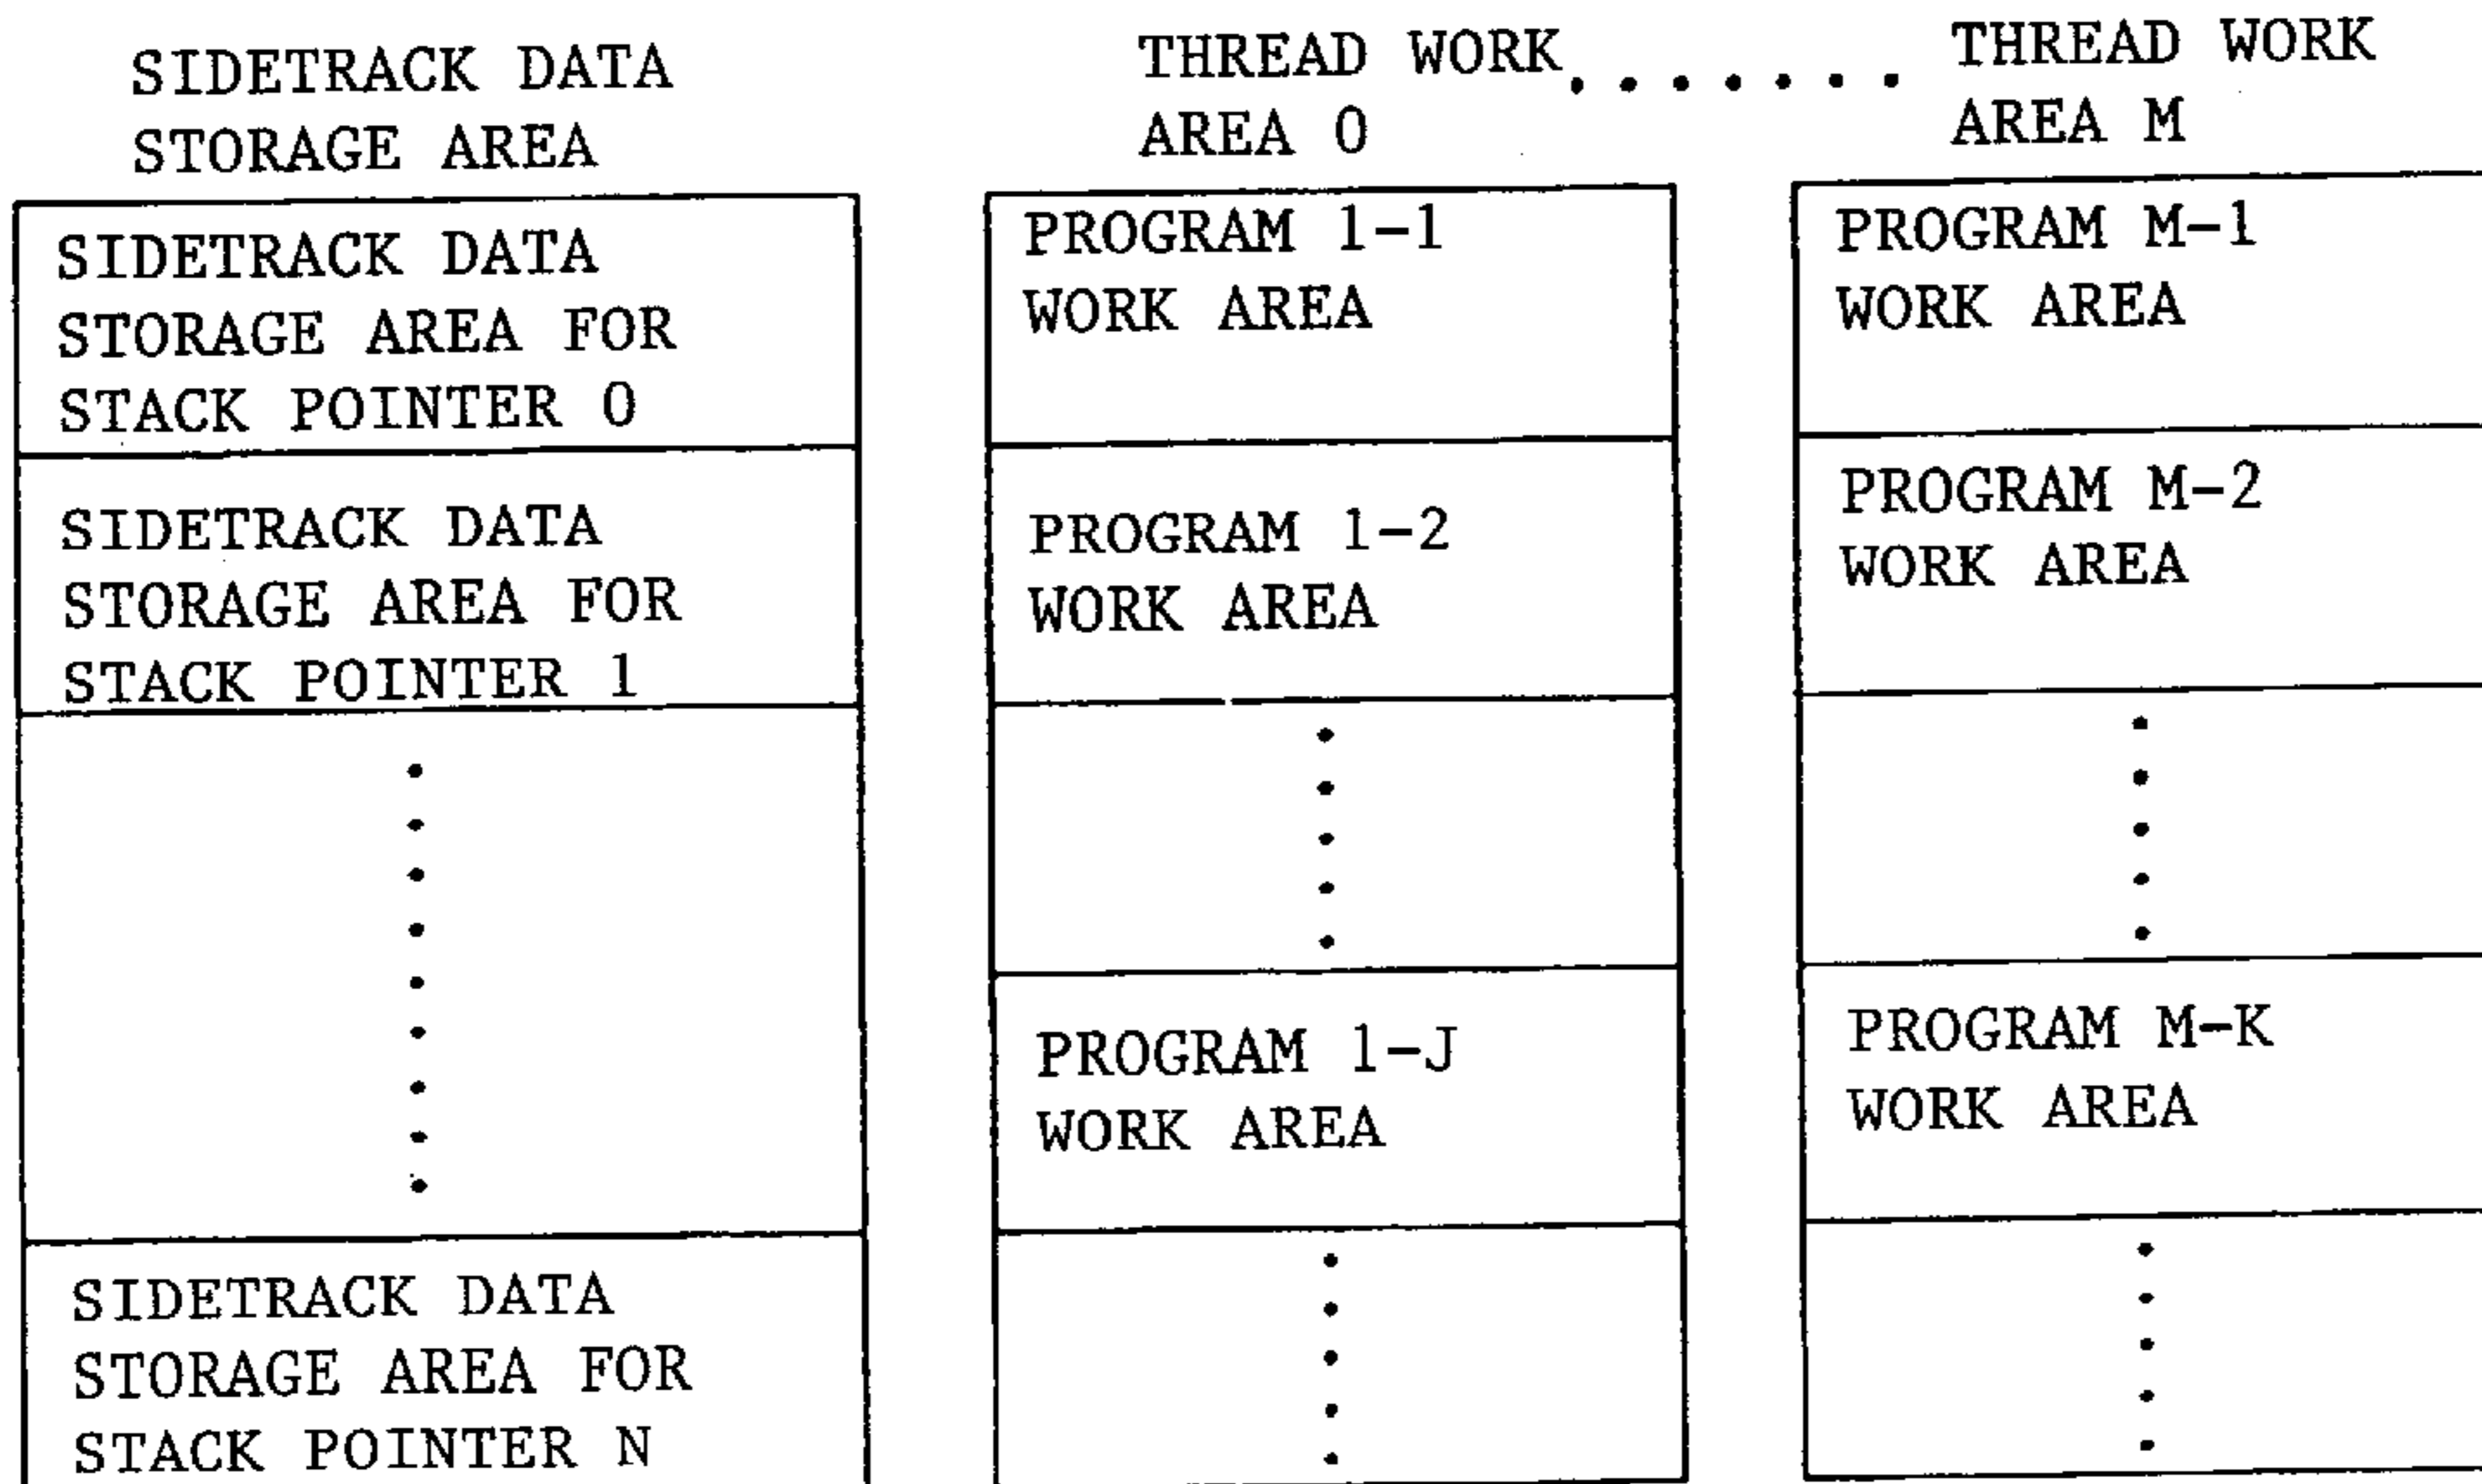 SIDETRACK DATA
STORAGE AREA
THREAD WORK
AREA 0
.......
THREAD WORK
AREA M
SIDETRACK DATA
STORAGE AREA FOR
STACK POINTER 0
SIDETRACK DATA
STORAGE AREA FOR
STACK POINTER 1
SIDETRACK DATA
STORAGE AREA FOR
STACK POINTER N
PROGRAM 1-1
WORK AREA
PROGRAM 1-2
WORK AREA
PROGRAM 1-J
WORK AREA
PROGRAM M-1
WORK AREA
PROGRAM M-2
WORK AREA
PROGRAM M-K
WORK AREA